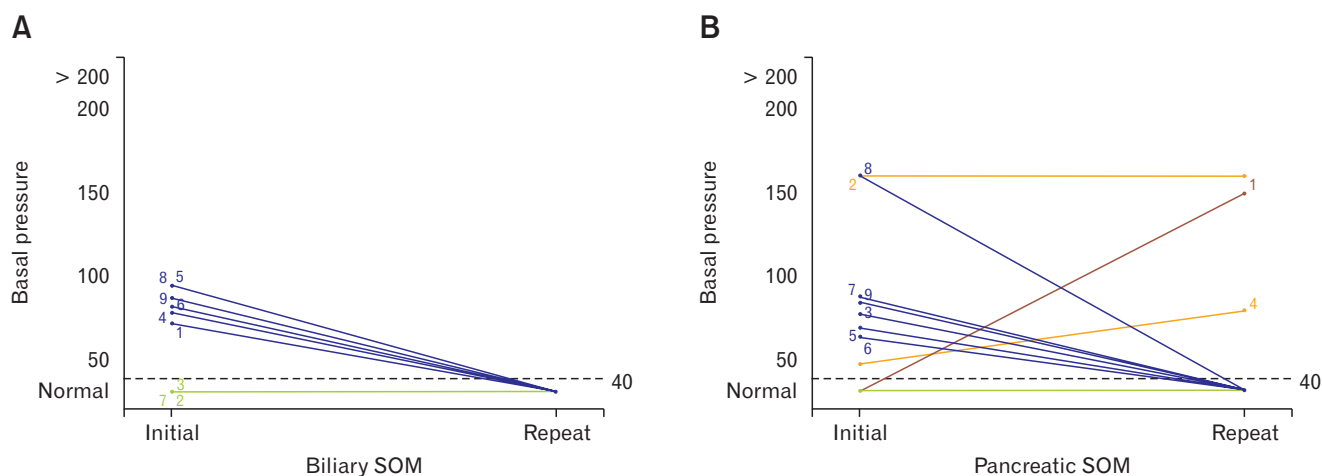 A
> 200
200
150
100
50
Normal
Basal pressure
8 5
9
6
4
1
3
7 2
40
Initial
Repeat
Biliary SOM
B
> 200
200
150
100
50
Normal
Basal pressure
8
2
1
7 9
3
4
5
6
40
Initial
Repeat
Pancreatic SOM